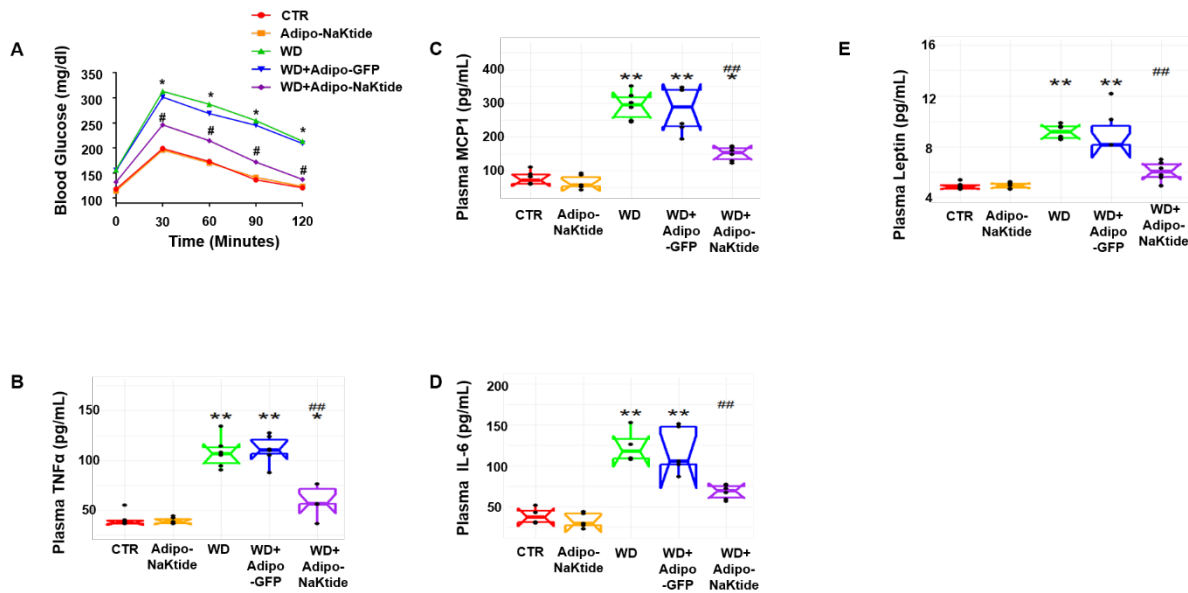 CTR
Adipo-NaKtide
WD
WD+Adipo-GFP
WD+Adipo-NaKtide
A
Blood Glucose (mg/dl)
350
300
250
200
150
100
* * * *
# # # #
0 30 60 90 120
Time (Minutes)
C
Plasma MCP1 (pg/mL)
400
300
200
100
** **
##
*
CTR
Adipo-
NaKtide
WD
WD+
Adipo
-GFP
WD+
Adipo-
NaKtide
E
Plasma Leptin (pg/mL)
16
12
8
4
** ** ##
CTR
Adipo-
NaKtide
WD
WD+
Adipo
-GFP
WD+
Adipo-
NaKtide
B
Plasma TNFα (pg/mL)
150
100
50
** **
##
*
CTR
Adipo-
NaKtide
WD
WD+
Adipo
-GFP
WD+
Adipo-
NaKtide
D
Plasma IL-6 (pg/mL)
200
150
100
50
** ** ##
CTR
Adipo-
NaKtide
WD
WD+
Adipo
-GFP
WD+
Adipo-
NaKtide